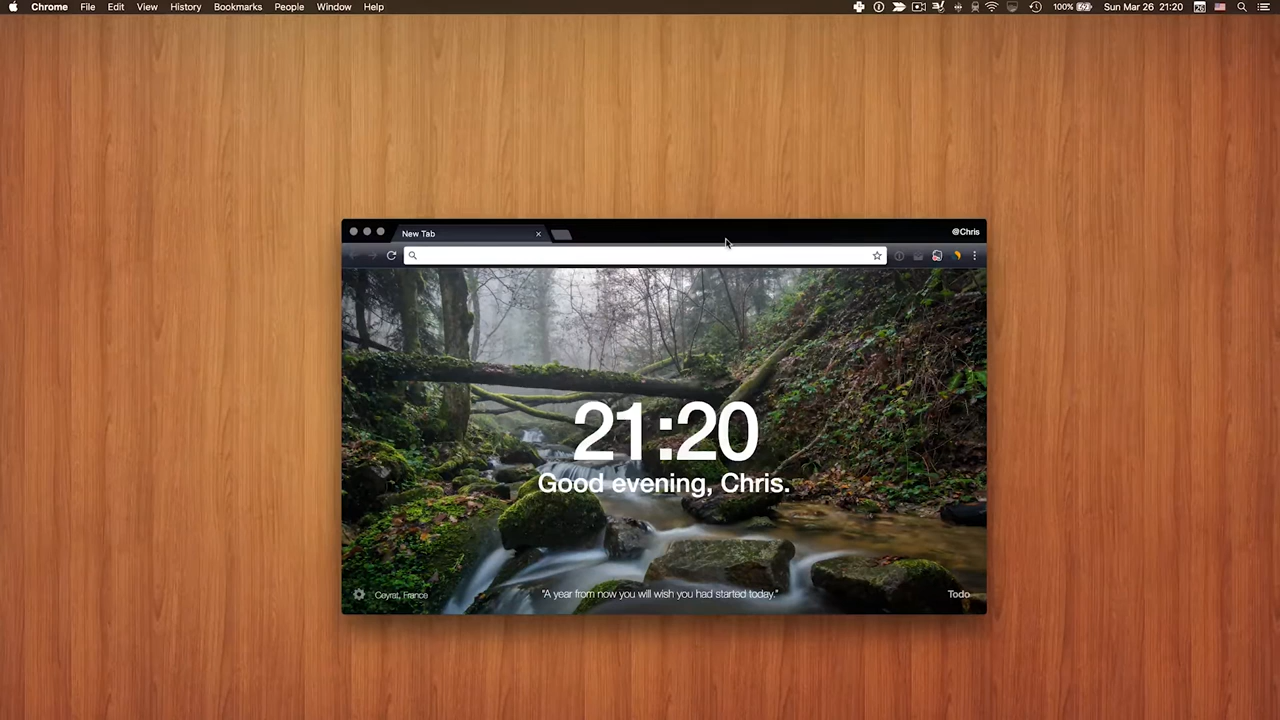 Chrome File Edit View History Bookmarks People Window Help 100% Sun Mar 26 21:20
New Tab @Chris
21:20
Good evening, Chris.
Ceyrat, France "A year from now you will wish you had started today." Todo